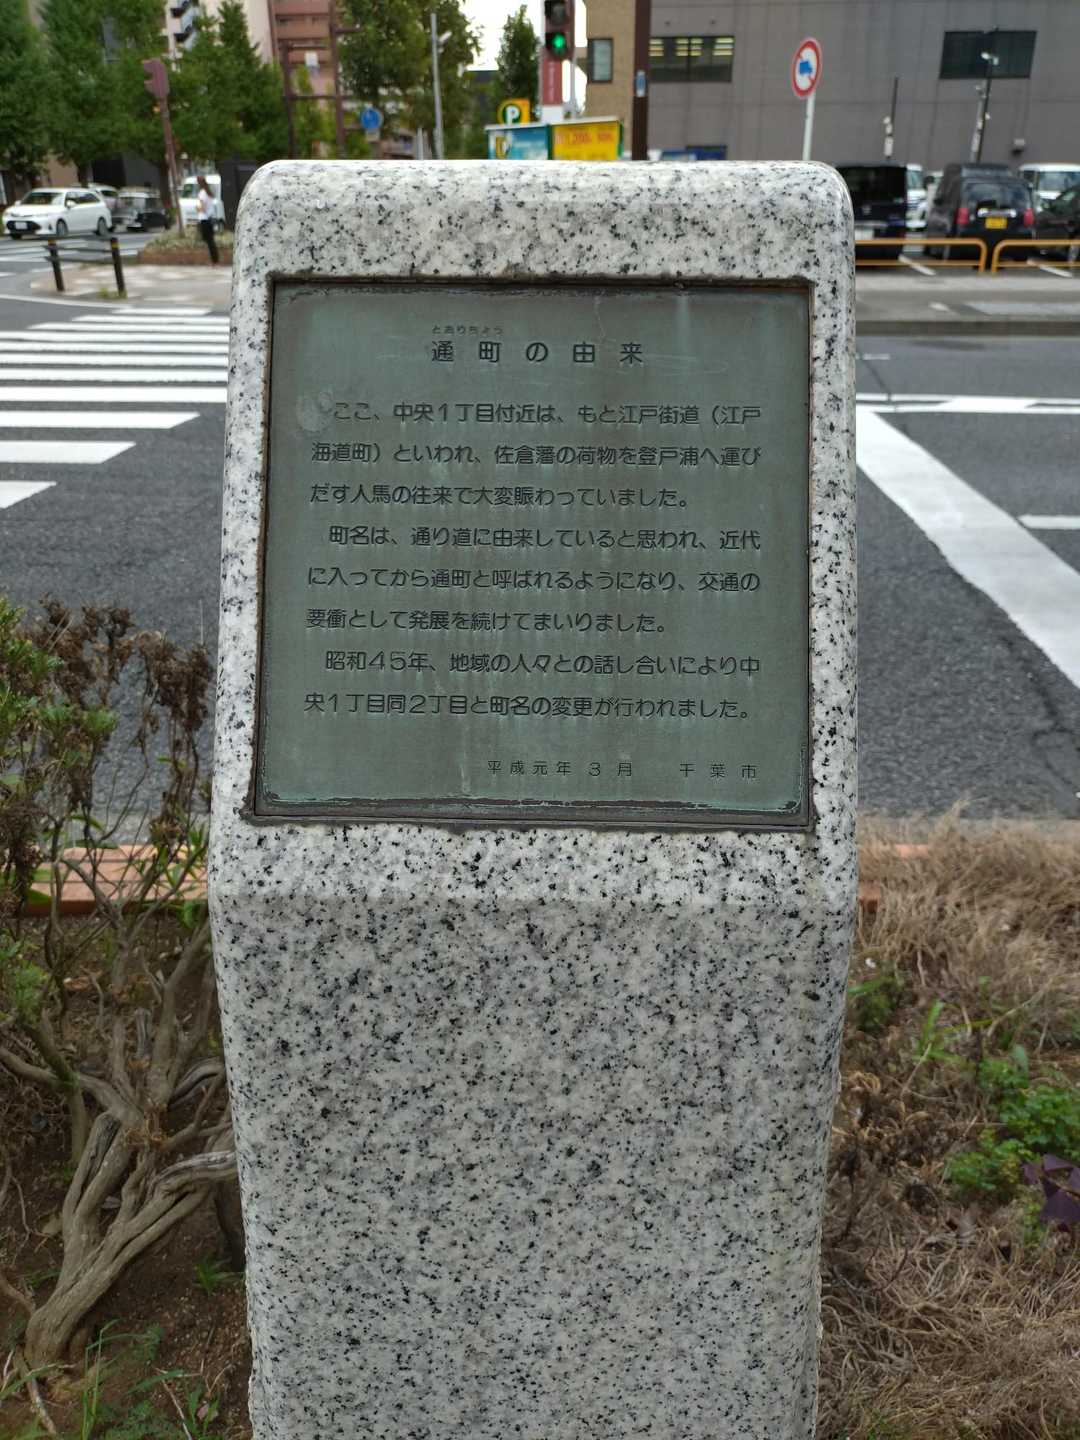 とおりちょう
通町の由来
ここ、中央1丁目付近は、もと江戸街道（江戸
海道町）といわれ、佐倉藩の荷物を登戸浦へ運び
だす人馬の往来で大変賑わっていました。
町名は、通り道に由来していると思われ、近代
に入ってから通町と呼ばれるようになり、交通の
要衝として発展を続けてまいりました。
昭和45年、地域の人々との話し合いにより中
央1丁目同2丁目と町名の変更が行われました。
平成元年3月 千葉市
P